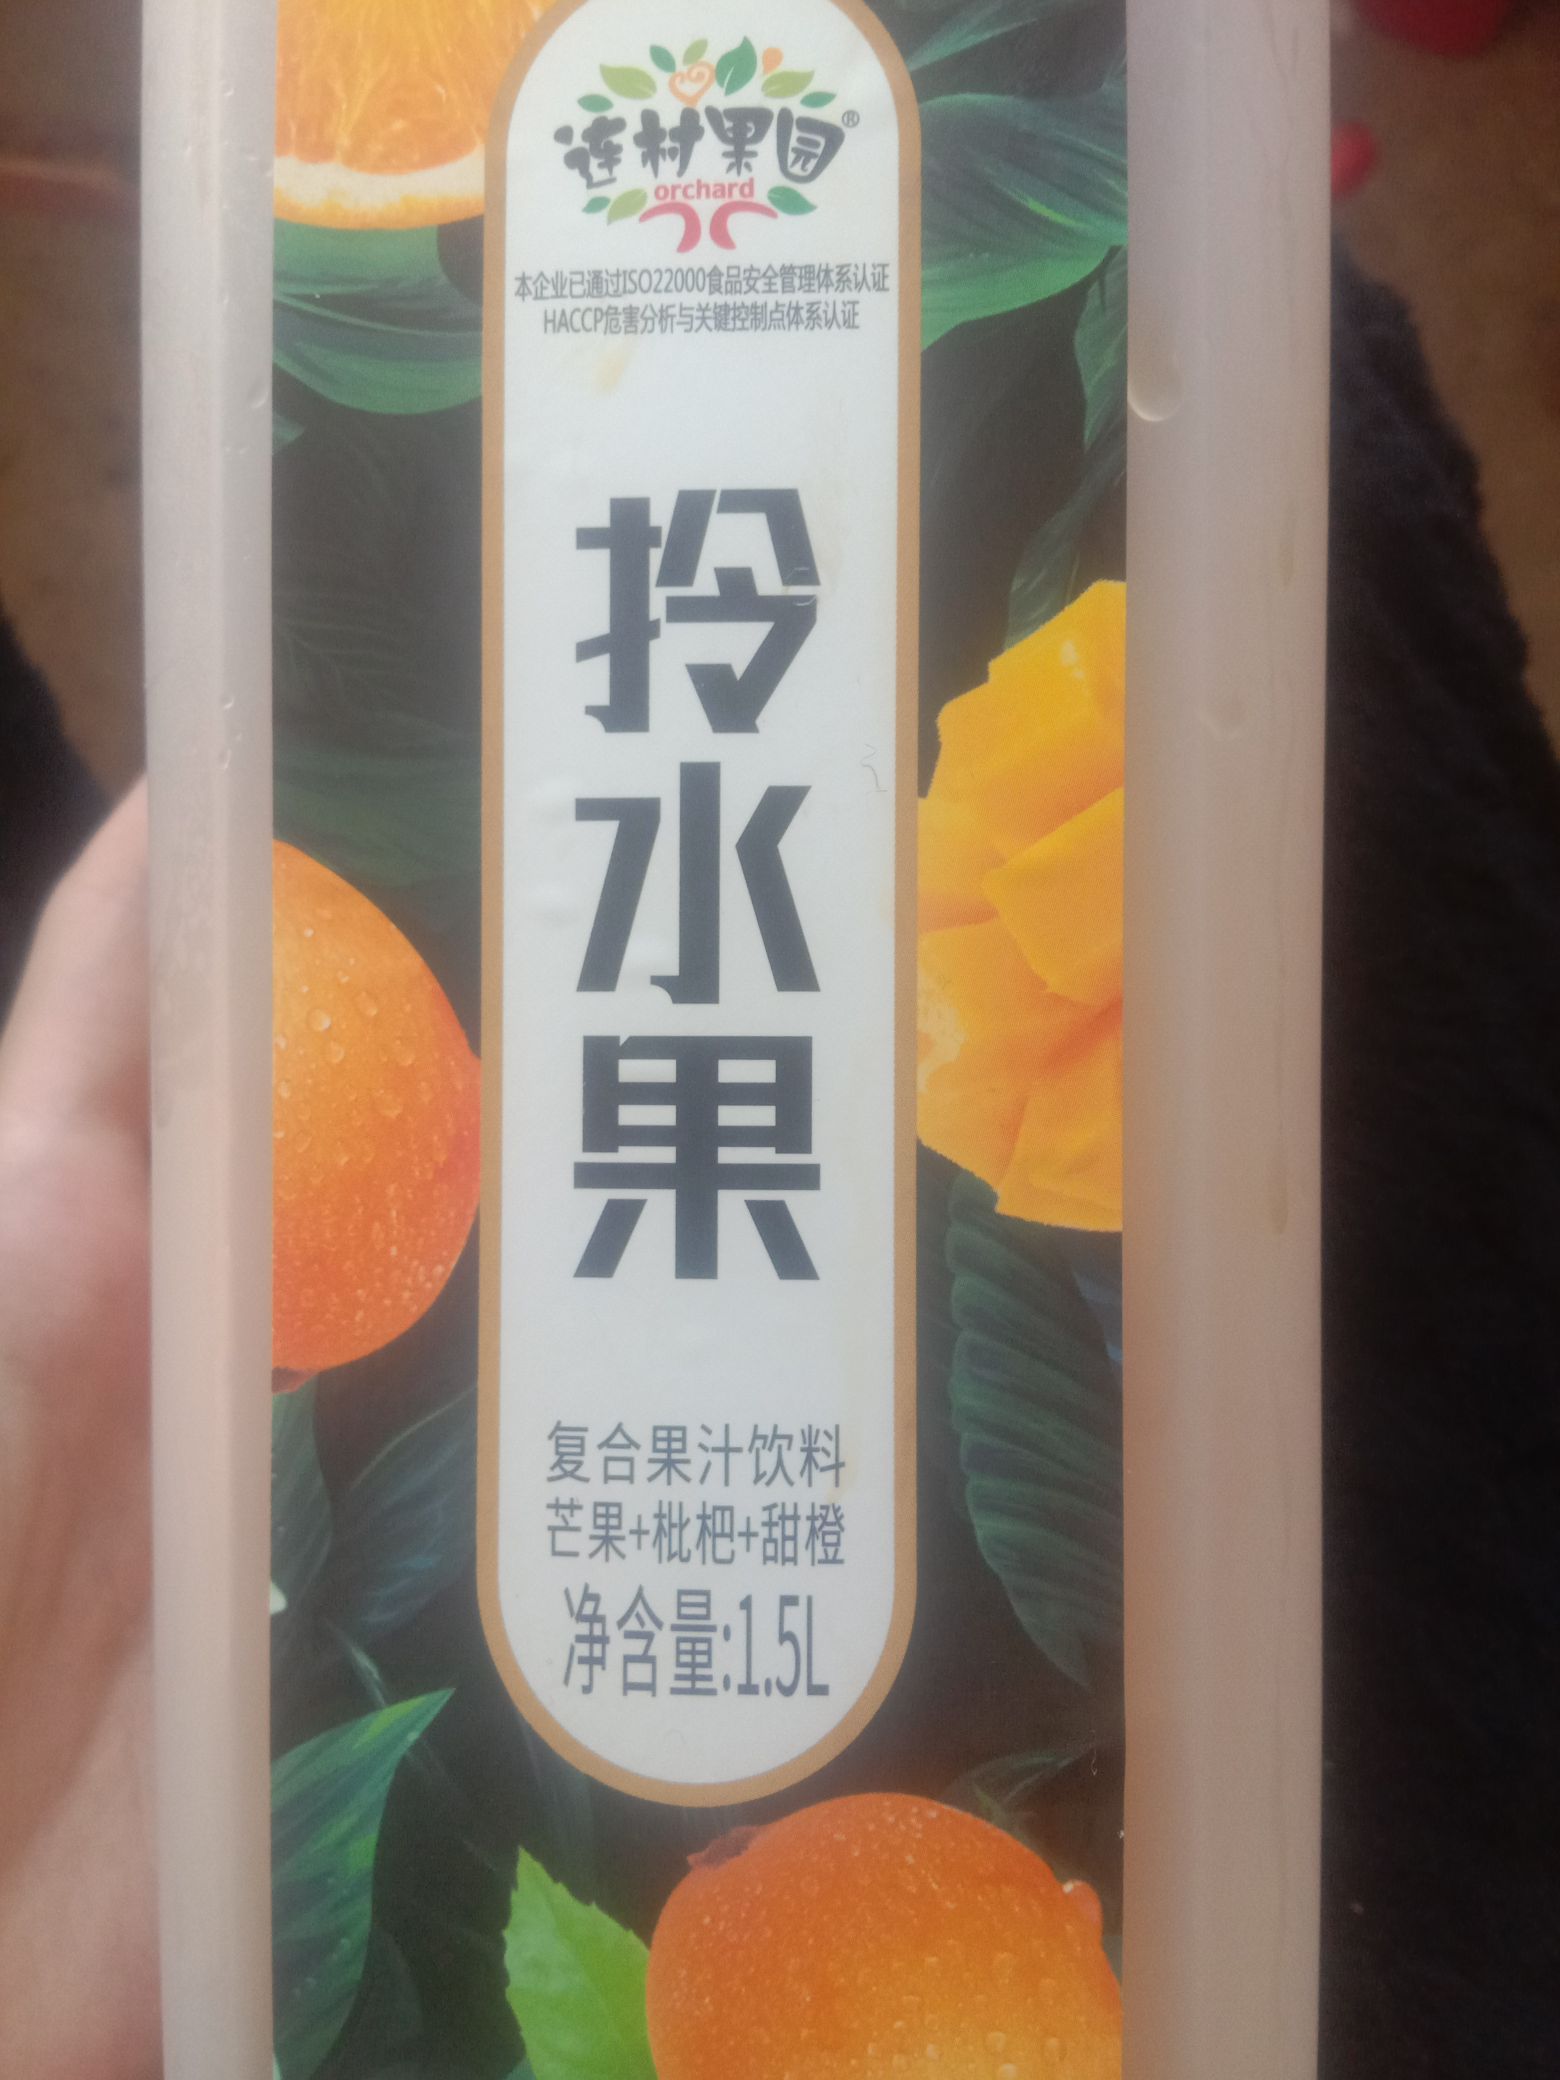 涟村果园®
orchard
本企业已通过ISO22000食品安全管理体系认证
HACCP危害分析与关键控制点体系认证
拎水果
复合果汁饮料
芒果+枇杷+甜橙
净含量:1.5L